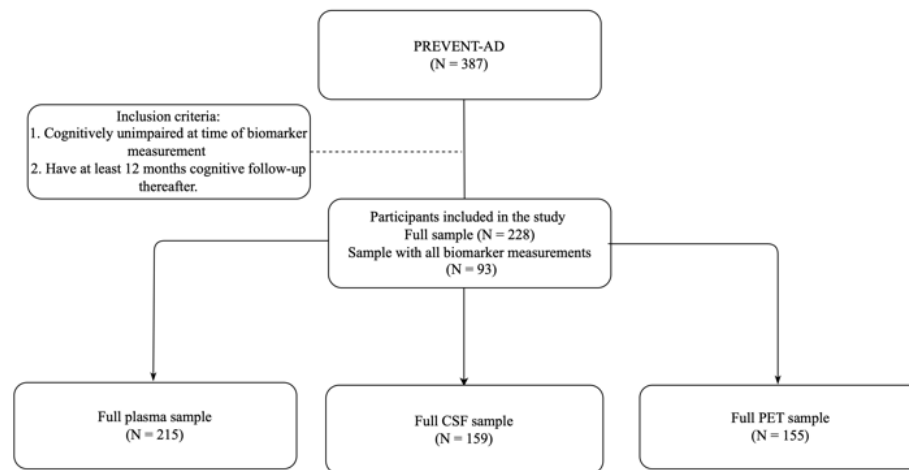 PREVENT-AD
(N = 387)
Inclusion criteria:
1. Cognitively unimpaired at time of biomarker
measurement
2. Have at least 12 months cognitive follow-up
thereafter.
Participants included in the study
Full sample (N = 228)
Sample with all biomarker measurements
(N = 93)
Full plasma sample
(N = 215)
Full CSF sample
(N = 159)
Full PET sample
(N = 155)